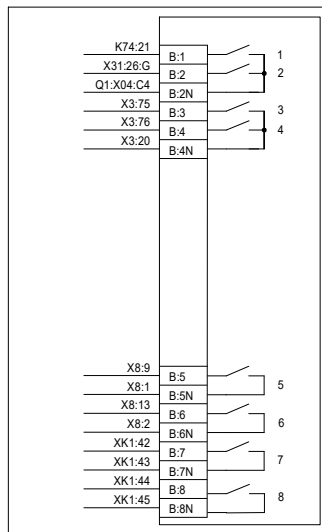 K74:21 B:1 1
X31:26:G B:2 2
Q1:X04:C4 B:2N
X3:75 B:3 3
X3:76 B:4 4
X3:20 B:4N
X8:9 B:5
X8:1 B:5N 5
X8:13 B:6
X8:2 B:6N 6
XK1:42 B:7
XK1:43 B:7N 7
XK1:44 B:8
XK1:45 B:8N 8